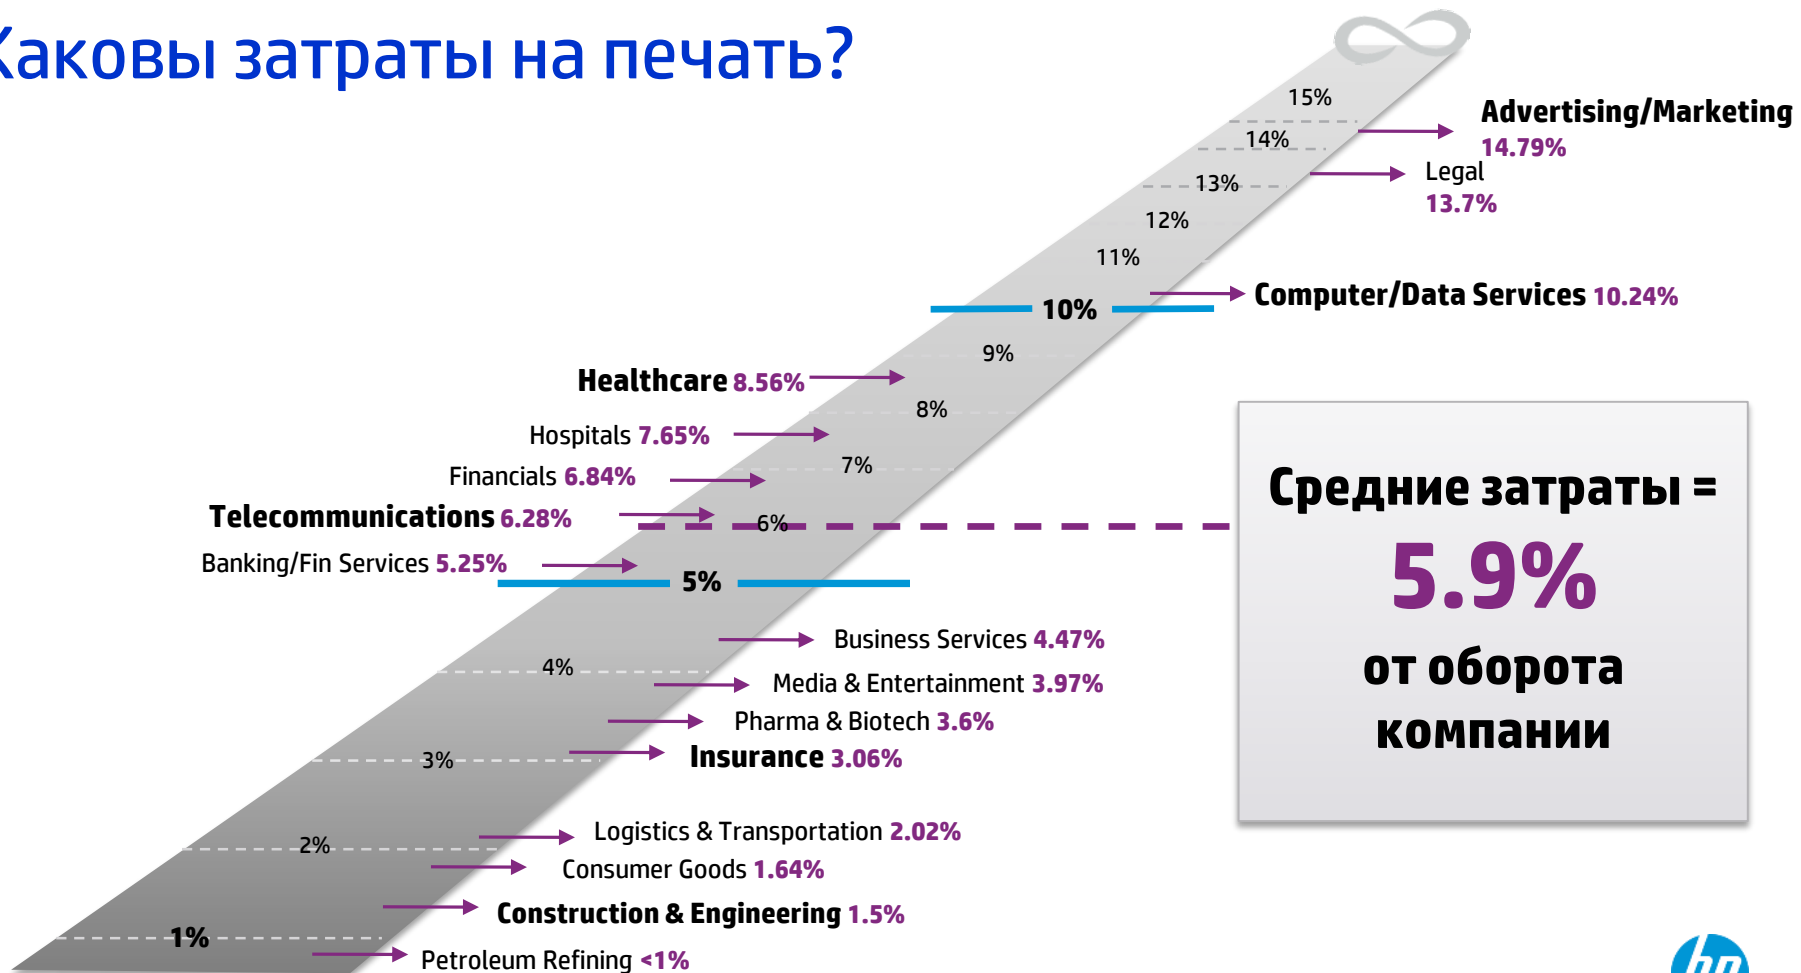 Каковы затраты на печать?
15%
Advertising/Marketing
14.79%
14%
Legal
13.7%
13%
12%
11%
Computer/Data Services 10.24%
10%
9%
Healthcare 8.56%
8%
Hospitals 7.65%
7%
Financials 6.84%
Telecommunications 6.28%
6%
Banking/Fin Services 5.25%
5%
Средние затраты =
5.9%
от оборота
компании
Business Services 4.47%
4%
Media & Entertainment 3.97%
Pharma & Biotech 3.6%
Insurance 3.06%
3%
Logistics & Transportation 2.02%
2%
Consumer Goods 1.64%
Construction & Engineering 1.5%
1%
Petroleum Refining <1%
hp